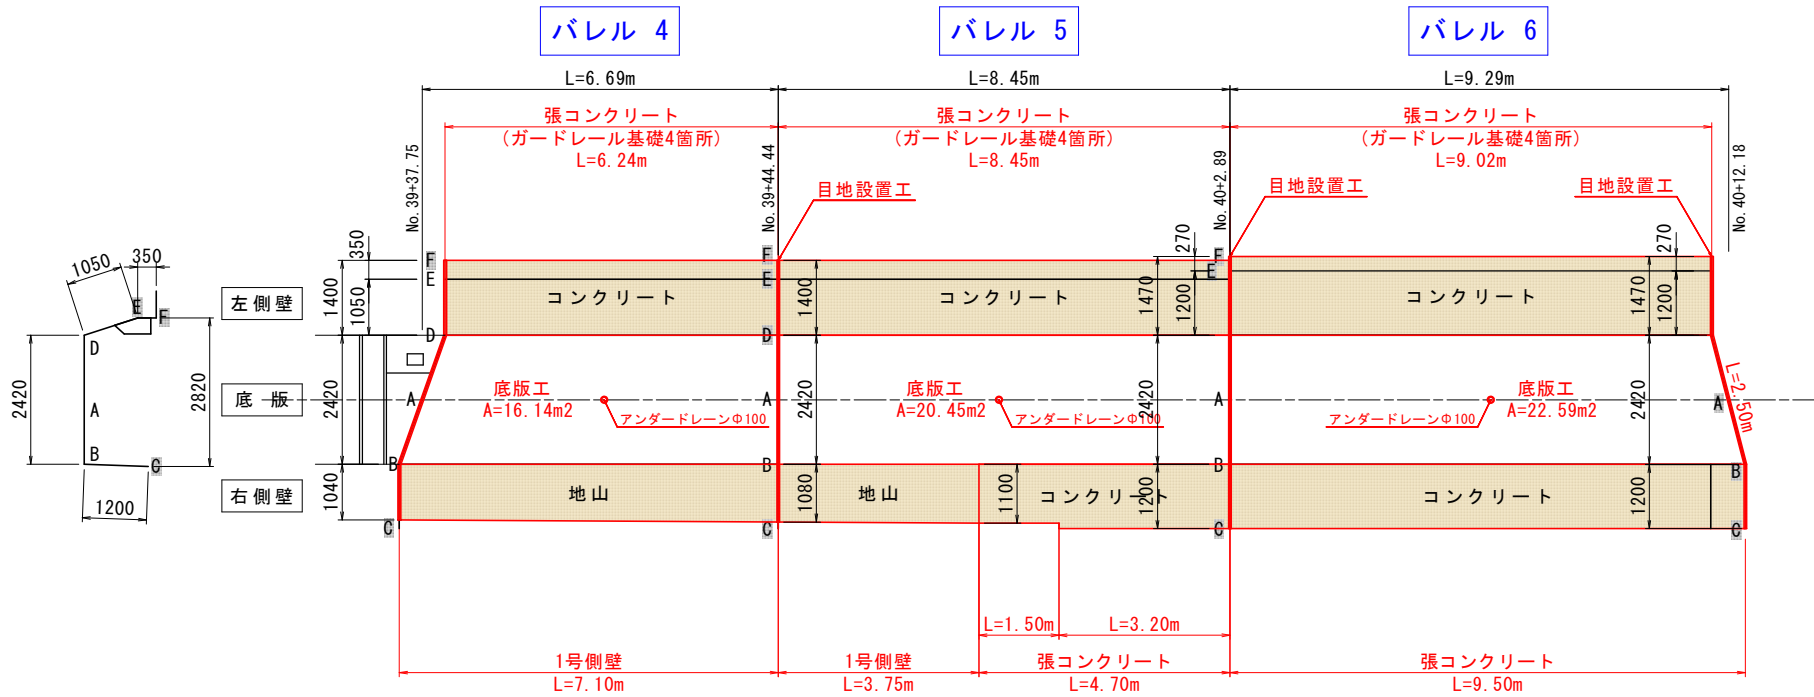 バレル 4
バレル 5
バレル 6
L=6.69m
L=8.45m
L=9.29m
張コンクリート
(ガードレール基礎4箇所)
L=6.24m
張コンクリート
(ガードレール基礎4箇所)
L=8.45m
張コンクリート
(ガードレール基礎4箇所)
L=9.02m
No.39+37.75
No.39+44.44
No.40+2.89
No.40+12.18
目地設置工
目地設置工
目地設置工
350
1050
1400
270
1470
1200
1400
270
1470
1200
F
E
D
F
E
D
F
E
コンクリート
コンクリート
コンクリート
左側壁
底 版
右側壁
1050
350
E
F
D
A
B
C
2420
2820
1200
2420
A
B
底版工
A=16.14m2
アンダードレーンΦ100
A
B
2420
底版工
A=20.45m2
アンダードレーンΦ100
2420
A
B
底版工
A=22.59m2
アンダードレーンΦ100
2420
L=2.50m
A
B
1040
C
地山
C
1080
地山
1100
コンクリート
1200
C
コンクリート
1200
C
L=1.50m
L=3.20m
1号側壁
L=7.10m
1号側壁
L=3.75m
張コンクリート
L=4.70m
張コンクリート
L=9.50m